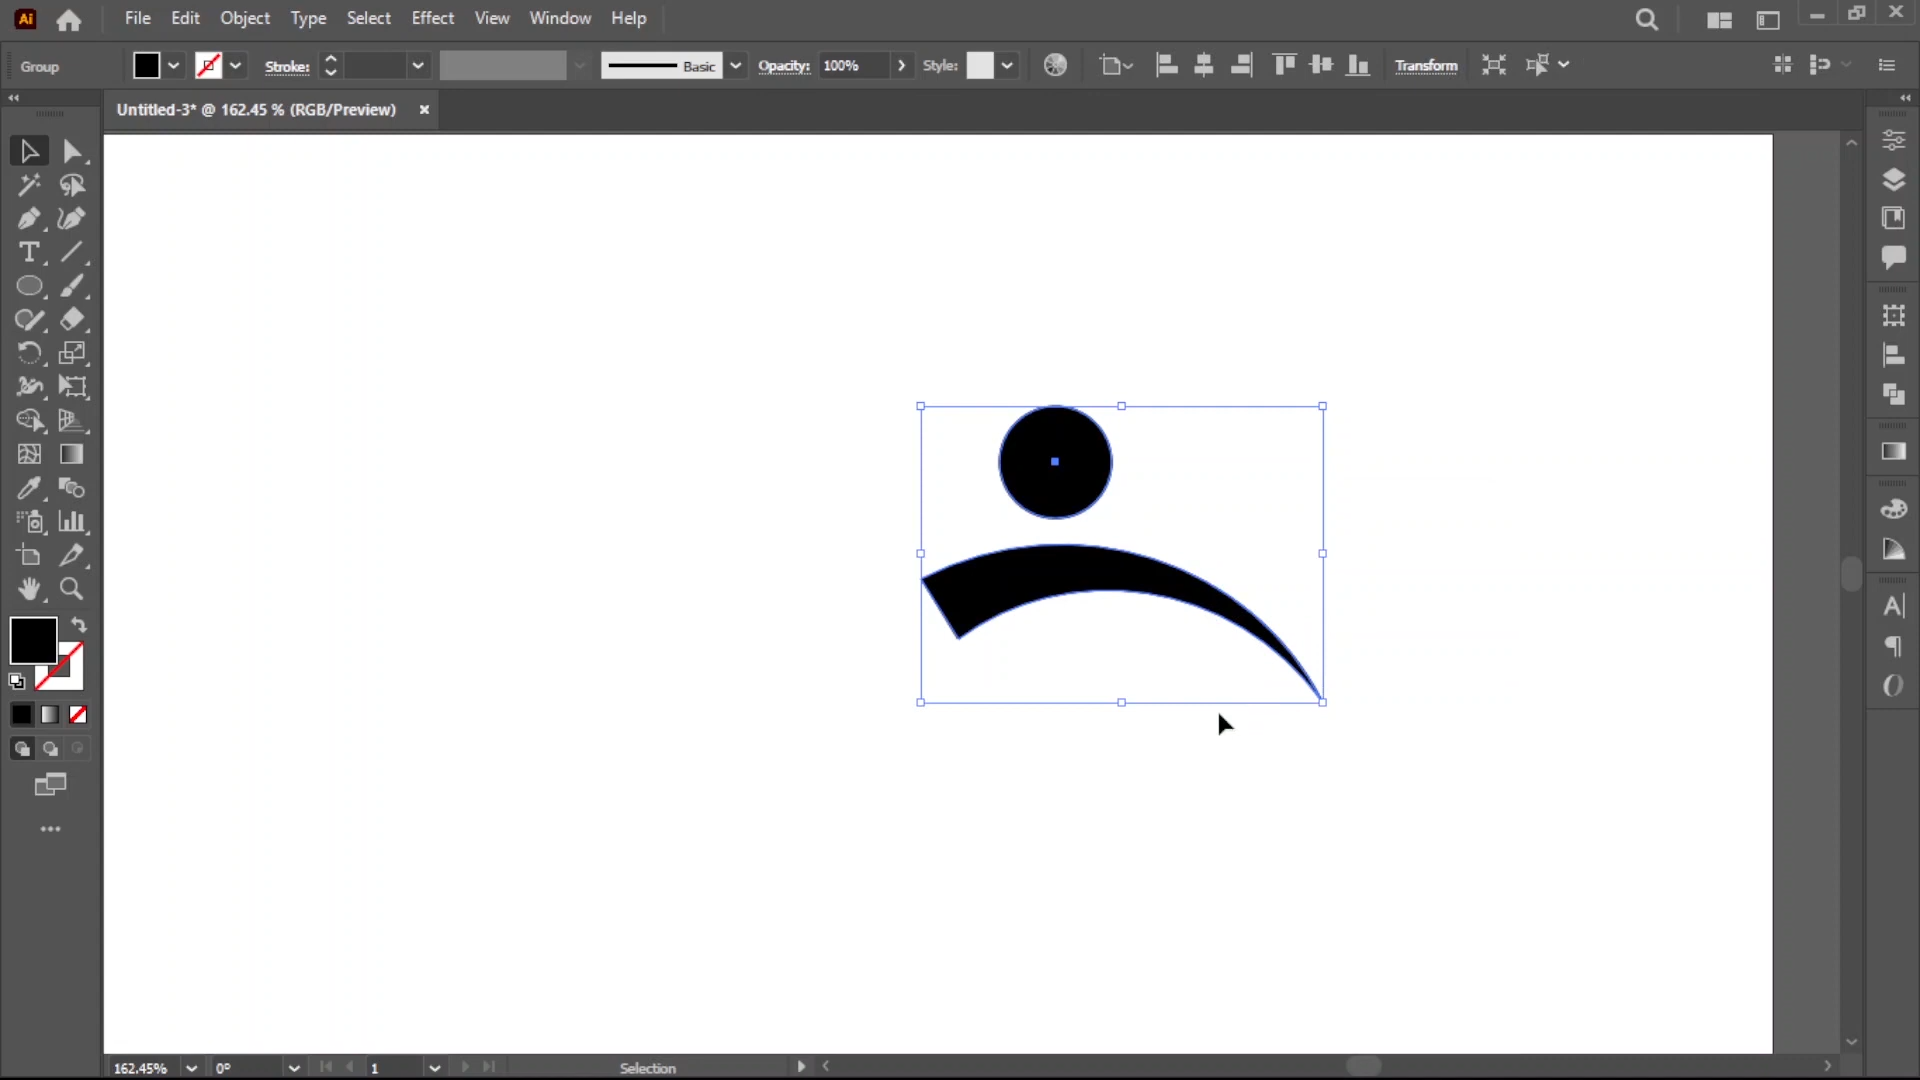 Ai File Edit Object Type Select Effect View Window Help
Group Stroke: Basic Opacity: 100% Style: Transform
Untitled-3* @ 162.45 % (RGB/Preview)
162.45% 0° 1 Selection